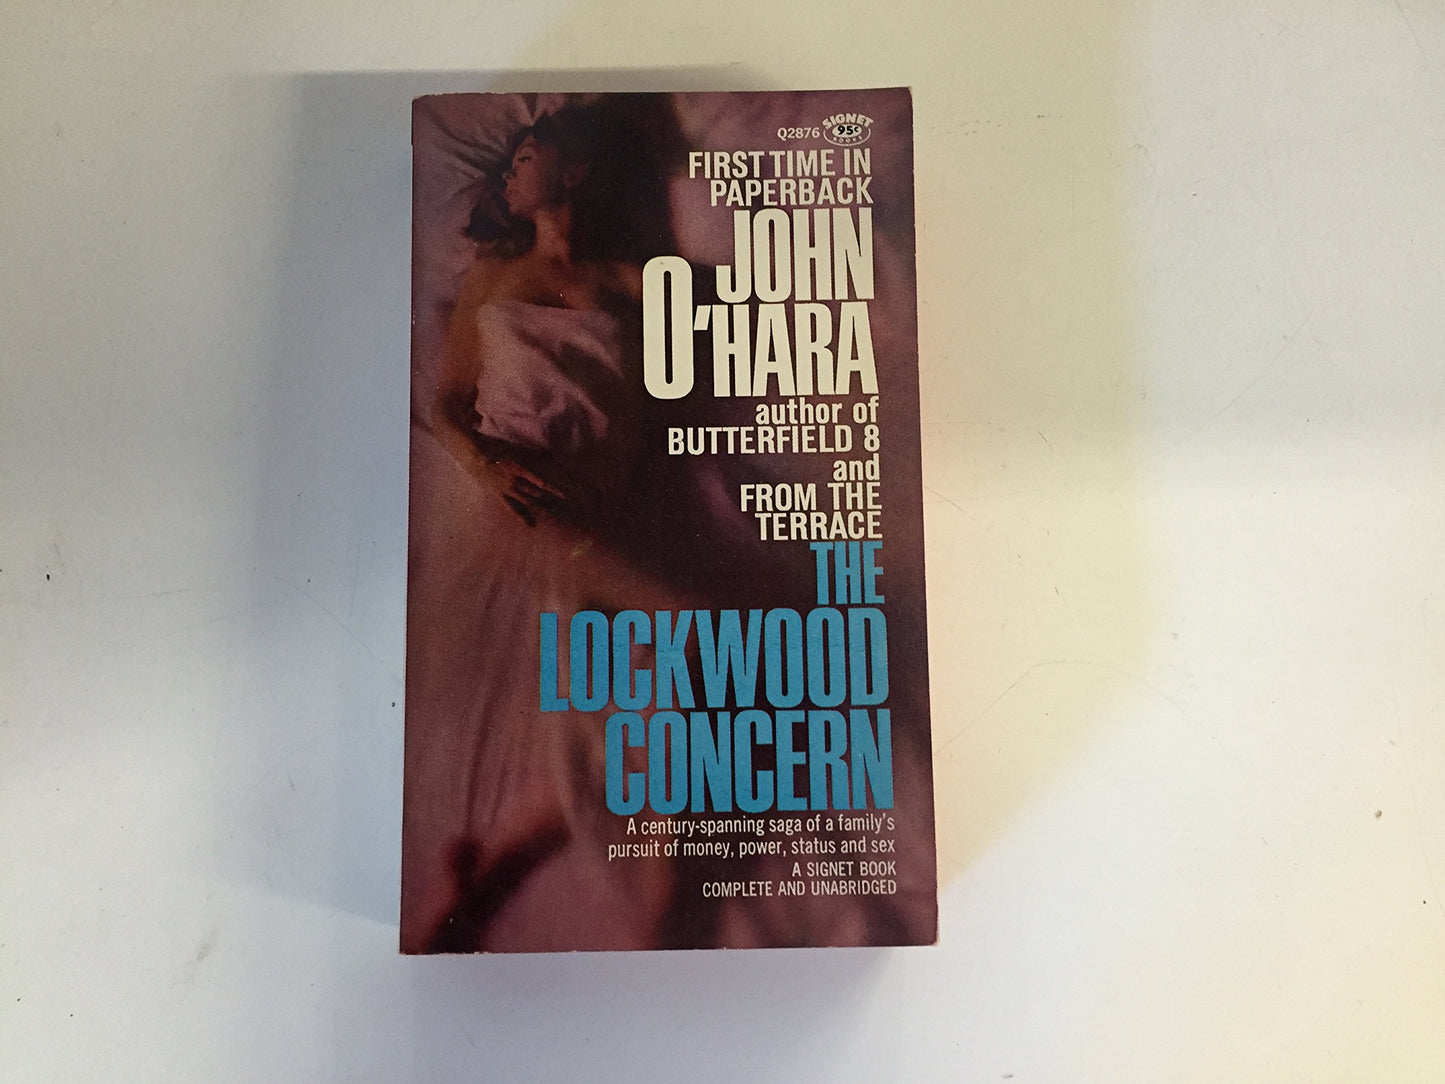 Q2876
SIGNET
95¢
BOOKS
FIRST TIME IN
PAPERBACK
JOHN
O'HARA
author of
BUTTERFIELD 8
and
FROM THE
TERRACE
THE
LOCKWOOD
CONCERN
A century-spanning saga of a family's
pursuit of money, power, status and sex
A SIGNET BOOK
COMPLETE AND UNABRIDGED